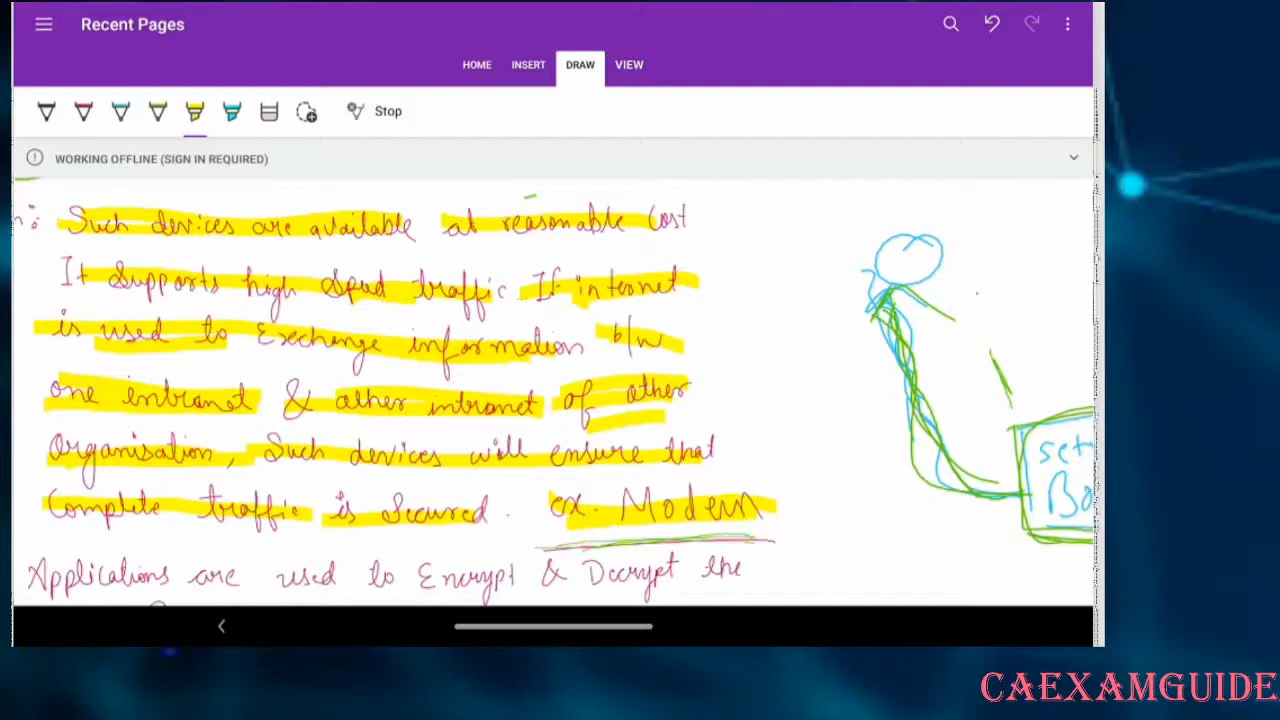 Recent Pages
HOME INSERT DRAW VIEW
Stop
WORKING OFFLINE (SIGN IN REQUIRED)
Such devices are available at reasonable cost
It supports high speed traffic. If internet
is used to Exchange information b/w
one intranet & other intranet of other
Organisation, Such devices will ensure that
Complete traffic is Secured. ex. Modem
Applications are used to Encrypt & Decrypt the
set
Bo
CAEXAMGUIDE